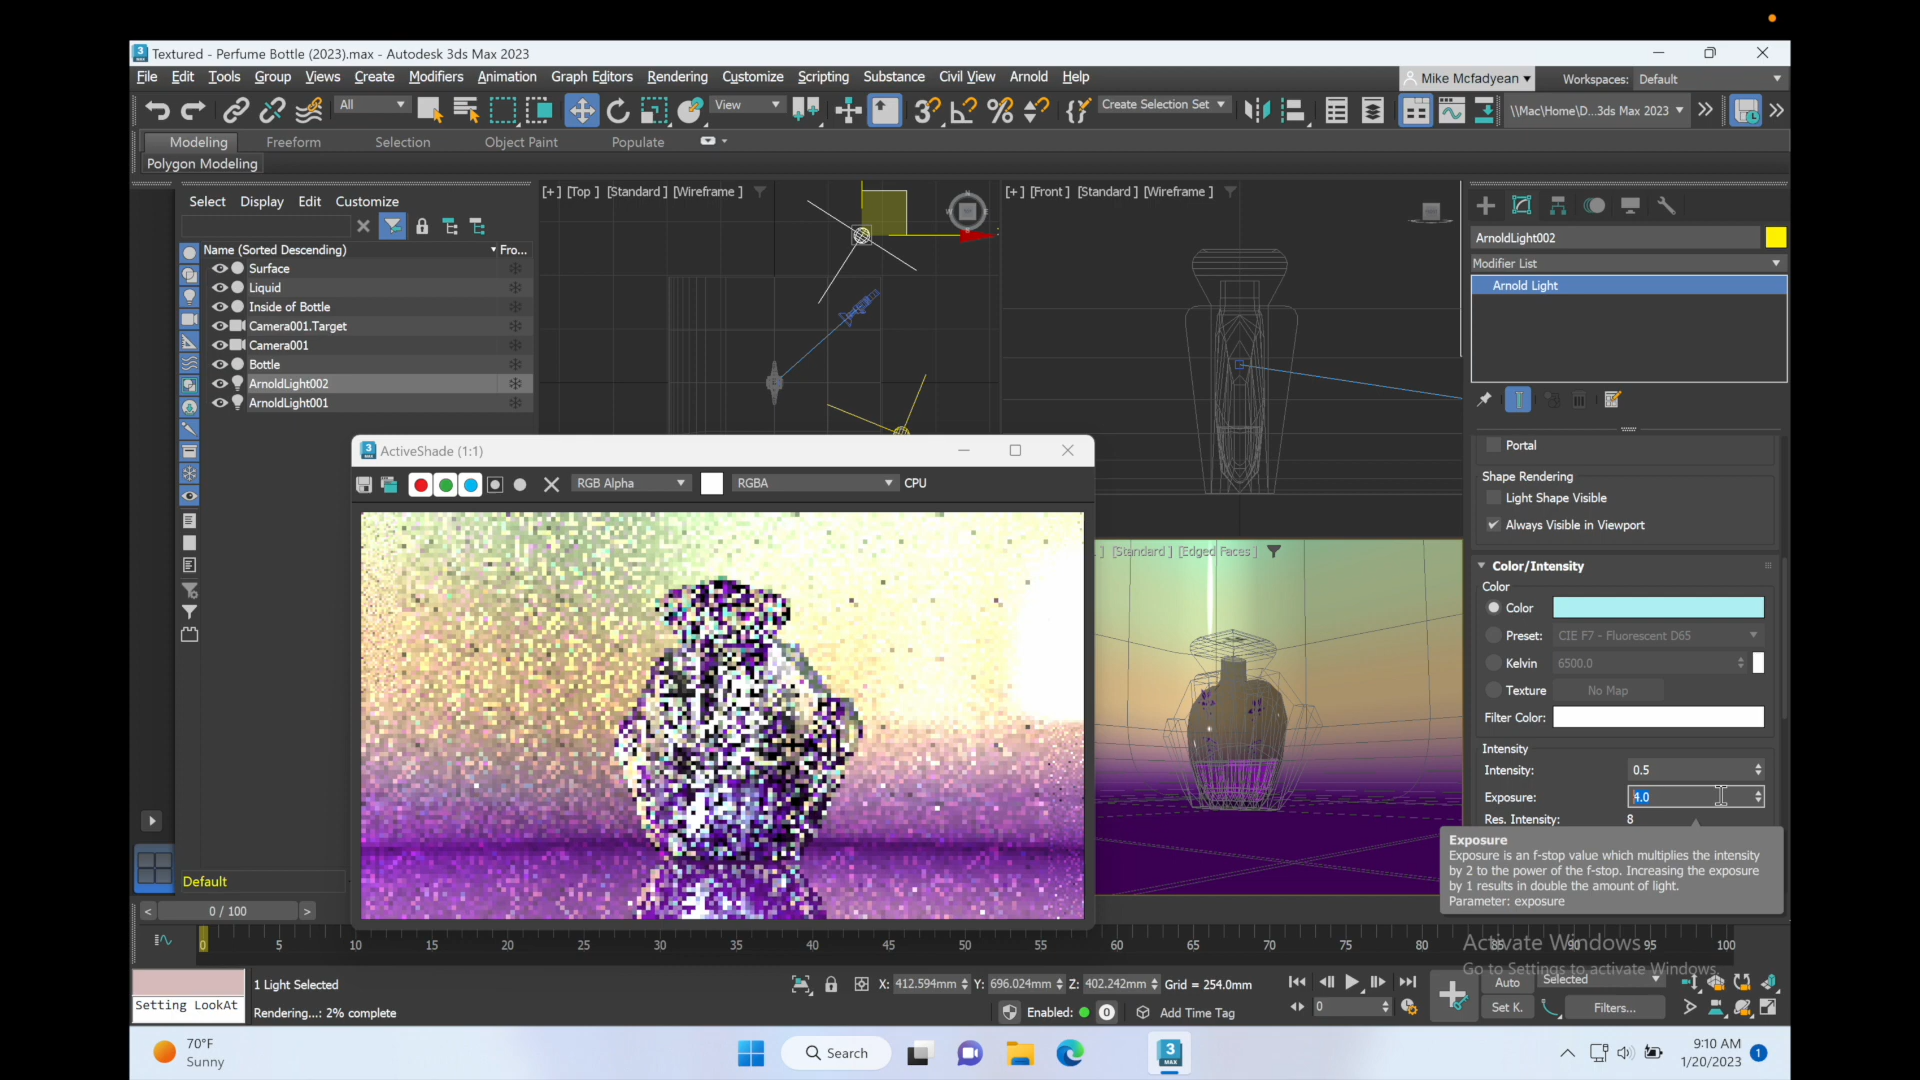 Textured - Perfume Bottle (2023).max - Autodesk 3ds Max 2023
File Edit Tools Group Views Create Modifiers Animation Graph Editors Rendering Customize Scripting Substance Civil View Arnold Help
Mike Mcfadyean
Workspaces: Default
All
View
Create Selection Set
\\Mac\Home\D...3ds Max 2023
Modeling Freeform Selection Object Paint Populate
Polygon Modeling
Select Display Edit Customize
Name (Sorted Descending) Fro...
Surface
Liquid
Inside of Bottle
Camera001.Target
Camera001
Bottle
ArnoldLight002
ArnoldLight001
[+] [Top ] [Standard ] [Wireframe ]
[+] [Front ] [Standard ] [Wireframe ]
] [Standard ] [Edged Faces ]
ActiveShade (1:1)
RGB Alpha
RGBA
CPU
ArnoldLight002
Modifier List
Arnold Light
Portal
Shape Rendering
Light Shape Visible
Always Visible in Viewport
Color/Intensity
Color
Color
Preset: CIE F7 - Fluorescent D65
Kelvin 6500.0
Texture No Map
Filter Color:
Intensity
Intensity: 0.5
Exposure: 4.0
Res. Intensity: 8
Exposure
Exposure is an f-stop value which multiplies the intensity
by 2 to the power of the f-stop. Increasing the exposure
by 1 results in double the amount of light.
Parameter: exposure
Default
< 0 / 100 >
0 5 10 15 20 25 30 35 40 45 50 55 60 65 70 75 80 85 90 95 100
Activate Windows
Go to Settings to activate Windows.
Setting LookAt
1 Light Selected
Rendering...: 2% complete
X: 412.594mm Y: 696.024mm Z: 402.242mm Grid = 254.0mm
Enabled: 0 Add Time Tag
0
Auto Selected
Set K. Filters...
70°F
Sunny
Search
9:10 AM
1/20/2023
1